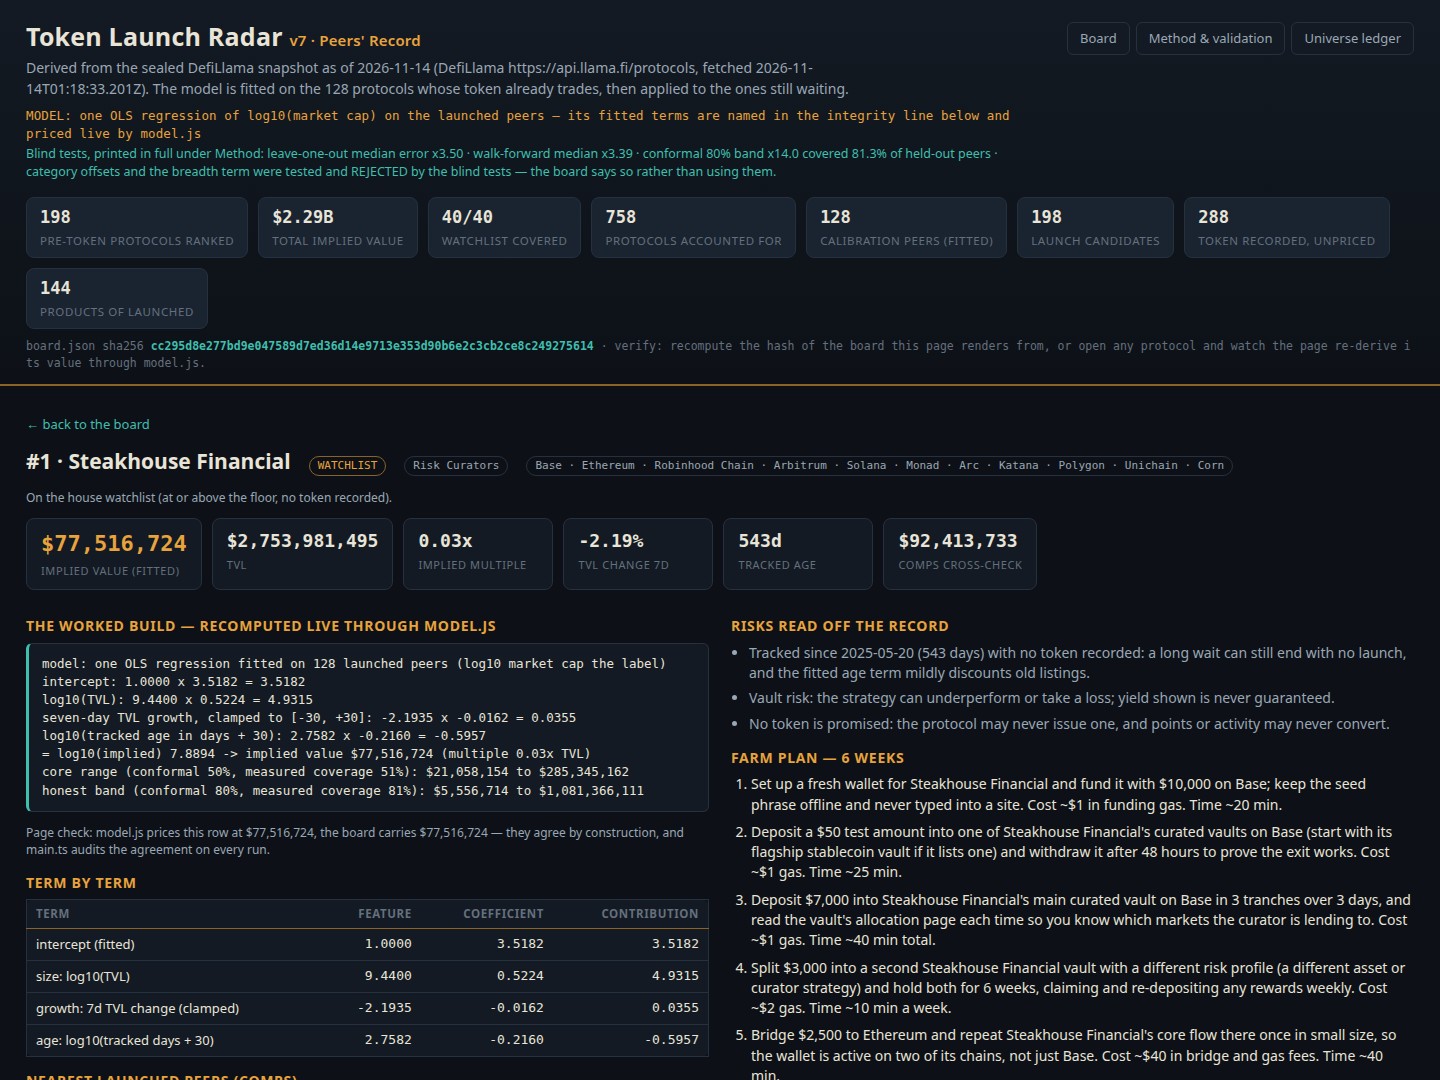 Token Launch Radar v7 · Peers' Record
Board
Method & validation
Universe ledger
Derived from the sealed DefiLlama snapshot as of 2026-11-14 (DefiLlama https://api.llama.fi/protocols, fetched 2026-11-
14T01:18:33.201Z). The model is fitted on the 128 protocols whose token already trades, then applied to the ones still waiting.
MODEL: one OLS regression of log10(market cap) on the launched peers — its fitted terms are named in the integrity line below and
priced live by model.js
Blind tests, printed in full under Method: leave-one-out median error x3.50 · walk-forward median x3.39 · conformal 80% band x14.0 covered 81.3% of held-out peers ·
category offsets and the breadth term were tested and REJECTED by the blind tests — the board says so rather than using them.
198
PRE-TOKEN PROTOCOLS RANKED
$2.29B
TOTAL IMPLIED VALUE
40/40
WATCHLIST COVERED
758
PROTOCOLS ACCOUNTED FOR
128
CALIBRATION PEERS (FITTED)
198
LAUNCH CANDIDATES
288
TOKEN RECORDED, UNPRICED
144
PRODUCTS OF LAUNCHED
board.json sha256 cc295d8e277bd9e047589d7ed36d14e9713e353d90b6e2c3cb2ce8c249275614 · verify: recompute the hash of the board this page renders from, or open any protocol and watch the page re-derive i
ts value through model.js.
← back to the board
#1 · Steakhouse Financial
WATCHLIST
Risk Curators
Base · Ethereum · Robinhood Chain · Arbitrum · Solana · Monad · Arc · Katana · Polygon · Unichain · Corn
On the house watchlist (at or above the floor, no token recorded).
$77,516,724
IMPLIED VALUE (FITTED)
$2,753,981,495
TVL
0.03x
IMPLIED MULTIPLE
-2.19%
TVL CHANGE 7D
543d
TRACKED AGE
$92,413,733
COMPS CROSS-CHECK
THE WORKED BUILD — RECOMPUTED LIVE THROUGH MODEL.JS
model: one OLS regression fitted on 128 launched peers (log10 market cap the label)
intercept: 1.0000 x 3.5182 = 3.5182
log10(TVL): 9.4400 x 0.5224 = 4.9315
seven-day TVL growth, clamped to [-30, +30]: -2.1935 x -0.0162 = 0.0355
log10(tracked age in days + 30): 2.7582 x -0.2160 = -0.5957
= log10(implied) 7.8894 -> implied value $77,516,724 (multiple 0.03x TVL)
core range (conformal 50%, measured coverage 51%): $21,058,154 to $285,345,162
honest band (conformal 80%, measured coverage 81%): $5,556,714 to $1,081,366,111
Page check: model.js prices this row at $77,516,724, the board carries $77,516,724 — they agree by construction, and
main.ts audits the agreement on every run.
TERM BY TERM
TERM FEATURE COEFFICIENT CONTRIBUTION
intercept (fitted) 1.0000 3.5182 3.5182
size: log10(TVL) 9.4400 0.5224 4.9315
growth: 7d TVL change (clamped) -2.1935 -0.0162 0.0355
age: log10(tracked days + 30) 2.7582 -0.2160 -0.5957
NEAREST LAUNCHED PEERS (COMPS)
RISKS READ OFF THE RECORD
• Tracked since 2025-05-20 (543 days) with no token recorded: a long wait can still end with no launch,
and the fitted age term mildly discounts old listings.
• Vault risk: the strategy can underperform or take a loss; yield shown is never guaranteed.
• No token is promised: the protocol may never issue one, and points or activity may never convert.
FARM PLAN — 6 WEEKS
1. Set up a fresh wallet for Steakhouse Financial and fund it with $10,000 on Base; keep the seed
phrase offline and never typed into a site. Cost ~$1 in funding gas. Time ~20 min.
2. Deposit a $50 test amount into one of Steakhouse Financial's curated vaults on Base (start with its
flagship stablecoin vault if it lists one) and withdraw it after 48 hours to prove the exit works. Cost
~$1 gas. Time ~25 min.
3. Deposit $7,000 into Steakhouse Financial's main curated vault on Base in 3 tranches over 3 days, and
read the vault's allocation page each time so you know which markets the curator is lending to. Cost
~$1 gas. Time ~40 min total.
4. Split $3,000 into a second Steakhouse Financial vault with a different risk profile (a different asset or
curator strategy) and hold both for 6 weeks, claiming and re-depositing any rewards weekly. Cost
~$2 gas. Time ~10 min a week.
5. Bridge $2,500 to Ethereum and repeat Steakhouse Financial's core flow there once in small size, so
the wallet is active on two of its chains, not just Base. Cost ~$40 in bridge and gas fees. Time ~40
min.